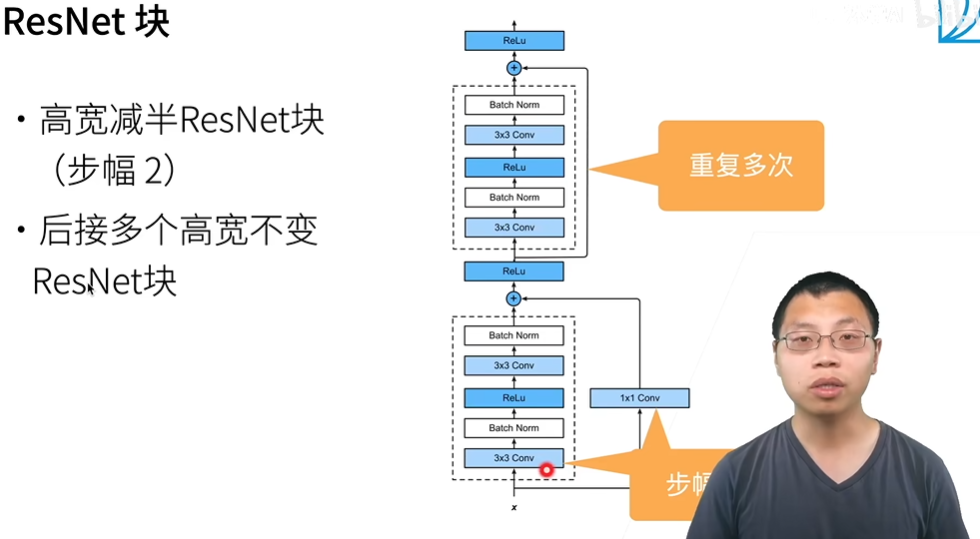 ResNet 块
• 高宽减半ResNet块
（步幅 2）
• 后接多个高宽不变
ResNet块
ReLu
+
Batch Norm
3x3 Conv
ReLu
Batch Norm
3x3 Conv
重复多次
ReLu
+
Batch Norm
3x3 Conv
ReLu
1x1 Conv
Batch Norm
3x3 Conv
步幅
x